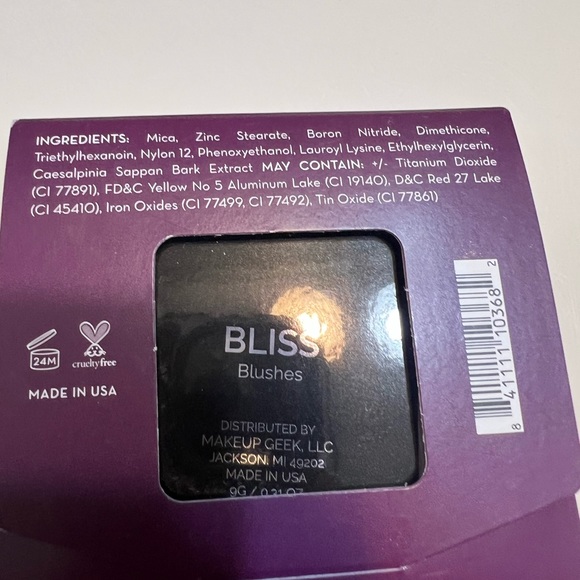 INGREDIENTS: Mica, Zinc Stearate, Boron Nitride, Dimethicone,
Triethylhexanoin, Nylon 12, Phenoxyethanol, Lauroyl Lysine, Ethylhexylglycerin,
Caesalpinia Sappan Bark Extract MAY CONTAIN: +/- Titanium Dioxide
(CI 77891), FD&C Yellow No 5 Aluminum Lake (CI 19140), D&C Red 27 Lake
(CI 45410), Iron Oxides (CI 77499, CI 77492), Tin Oxide (CI 77861)
24M
crueltyfree
MADE IN USA
BLISS
Blushes
DISTRIBUTED BY
MAKEUP GEEK, LLC
JACKSON, MI 49202
MADE IN USA
9G / 0.31 OZ
8 41111 10368 2